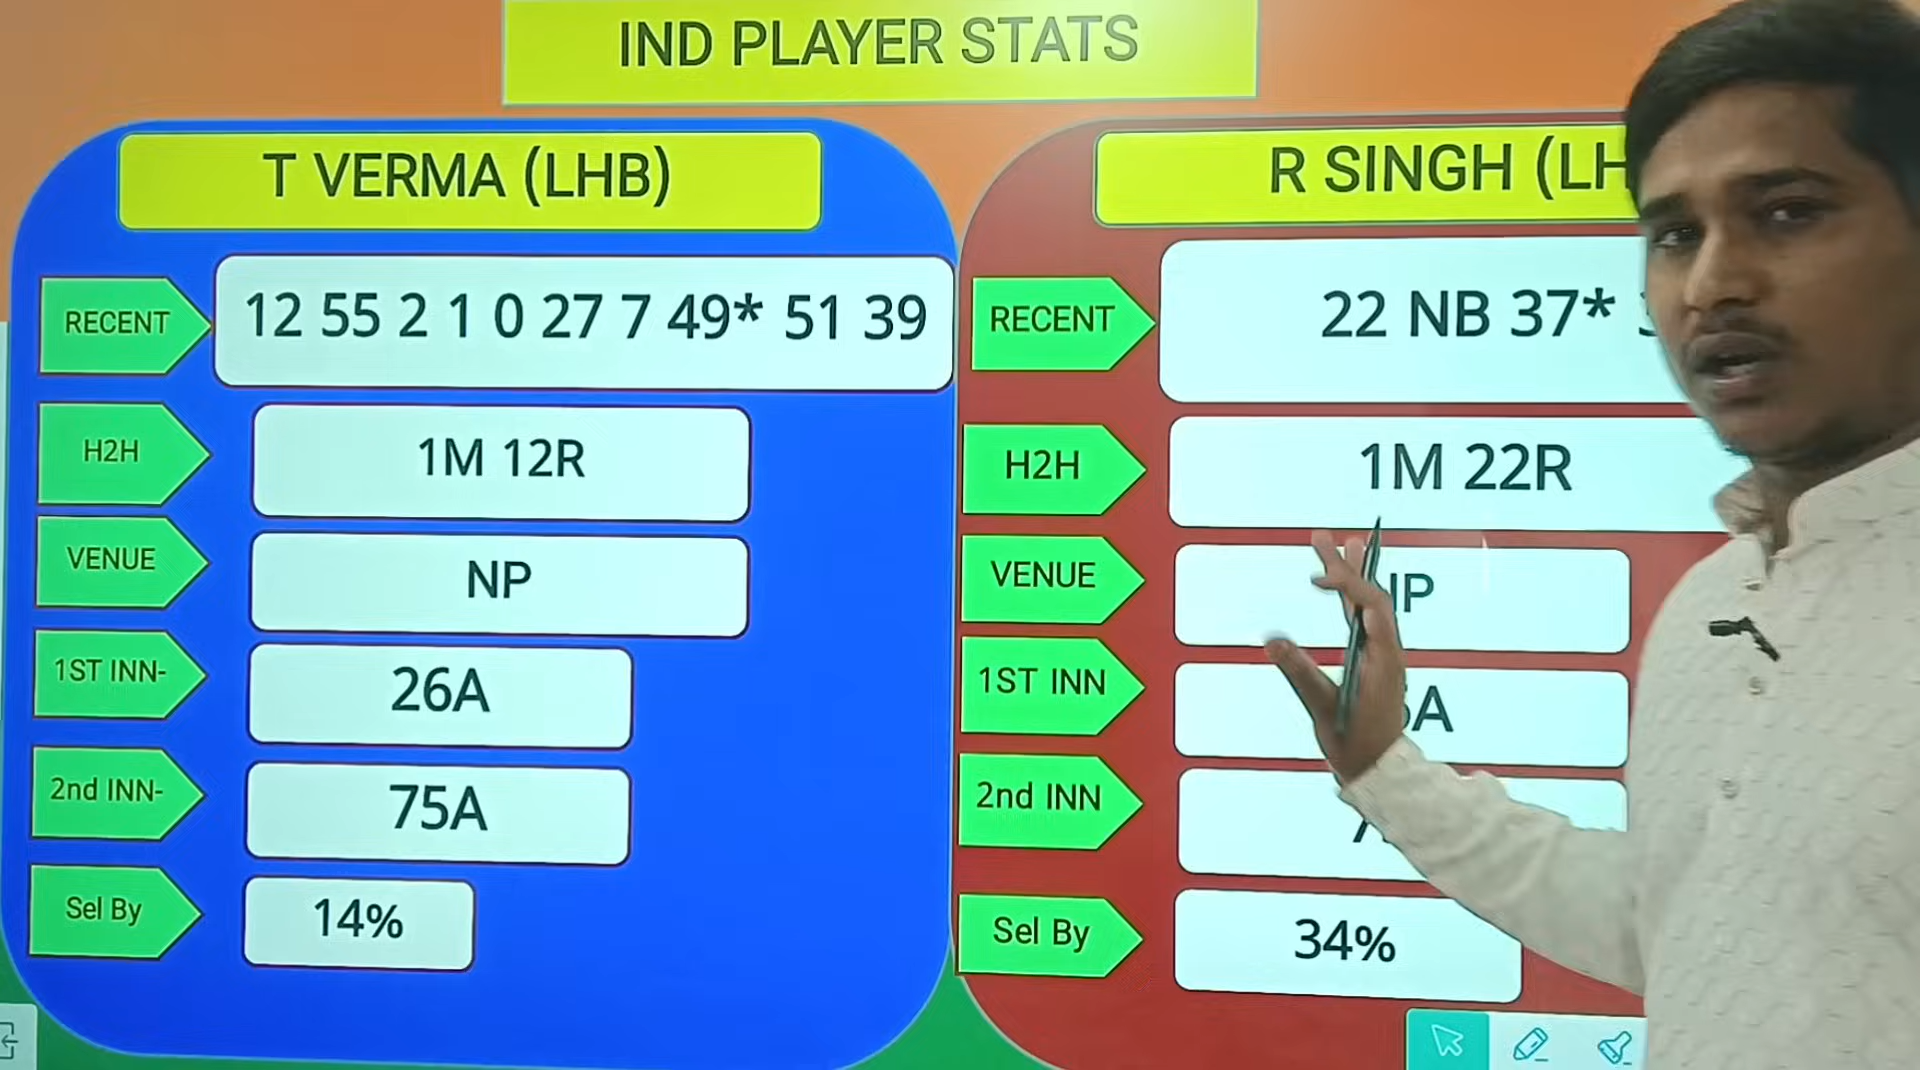 IND PLAYER STATS
T VERMA (LHB)
RECENT
12 55 2 1 0 27 7 49* 51 39
H2H
1M 12R
VENUE
NP
1ST INN-
26A
2nd INN-
75A
Sel By
14%
R SINGH (LH
RECENT
22 NB 37*
H2H
1M 22R
VENUE
1ST INN
2nd INN
Sel By
34%